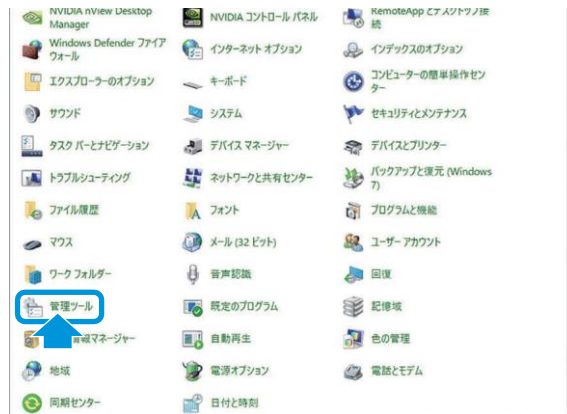 NVIDIA nView Desktop
Manager
NVIDIA コントロール パネル
RemoteApp とデスクトップ接
続
Windows Defender ファイア
ウォール
インターネット オプション
インデックスのオプション
エクスプローラーのオプション
キーボード
コンピューターの簡単操作セン
ター
サウンド
システム
セキュリティとメンテナンス
タスク バーとナビゲーション
デバイス マネージャー
デバイスとプリンター
トラブルシューティング
ネットワークと共有センター
バックアップと復元 (Windows
7)
ファイル履歴
フォント
プログラムと機能
マウス
メール (32 ビット)
ユーザー アカウント
ワーク フォルダー
音声認識
回復
管理ツール
既定のプログラム
記憶域
情報マネージャー
自動再生
色の管理
地域
電源オプション
電話とモデム
同期センター
日付と時刻